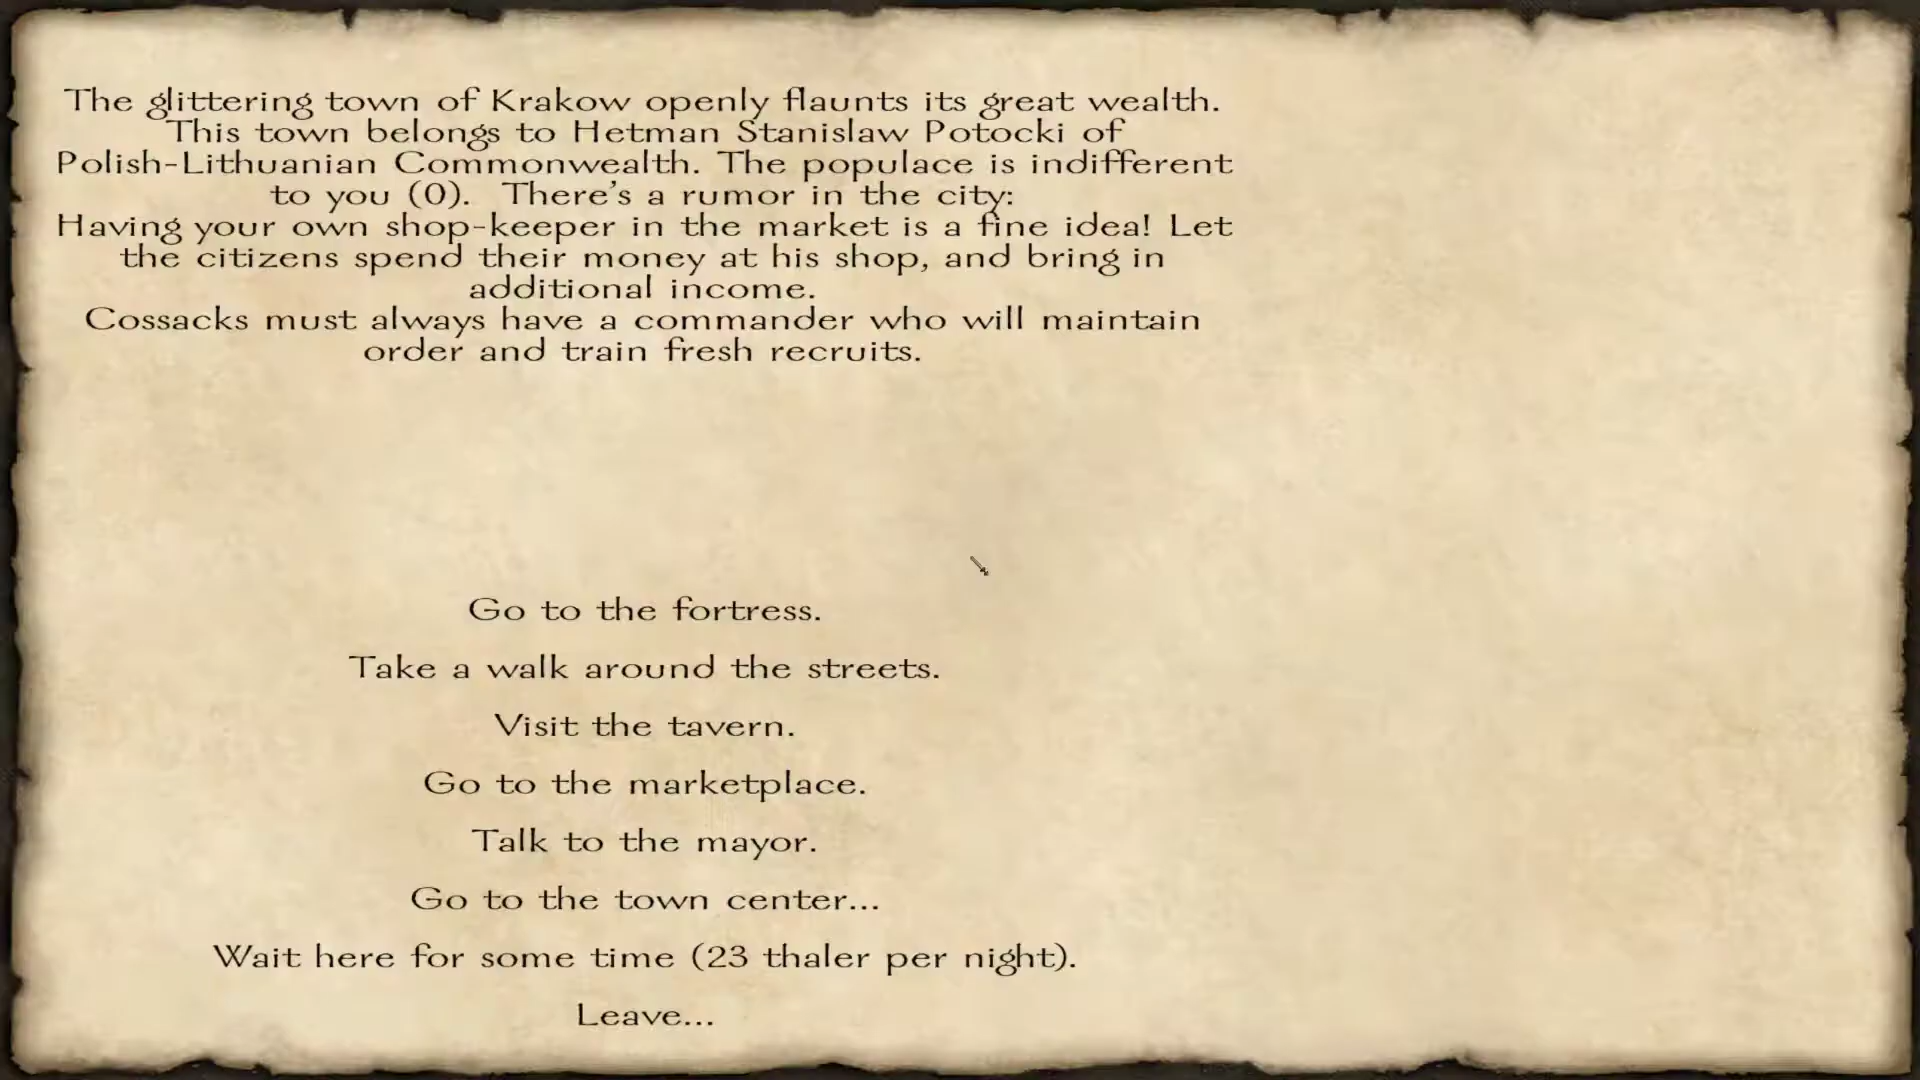 The glittering town of Krakow openly flaunts its great wealth.
This town belongs to Hetman Stanislaw Potocki of
Polish-Lithuanian Commonwealth. The populace is indifferent
to you (0). There's a rumor in the city:
Having your own shop-keeper in the market is a fine idea! Let
the citizens spend their money at his shop, and bring in
additional income.
Cossacks must always have a commander who will maintain
order and train fresh recruits.
Go to the fortress.
Take a walk around the streets.
Visit the tavern.
Go to the marketplace.
Talk to the mayor.
Go to the town center...
Wait here for some time (23 thaler per night).
Leave...